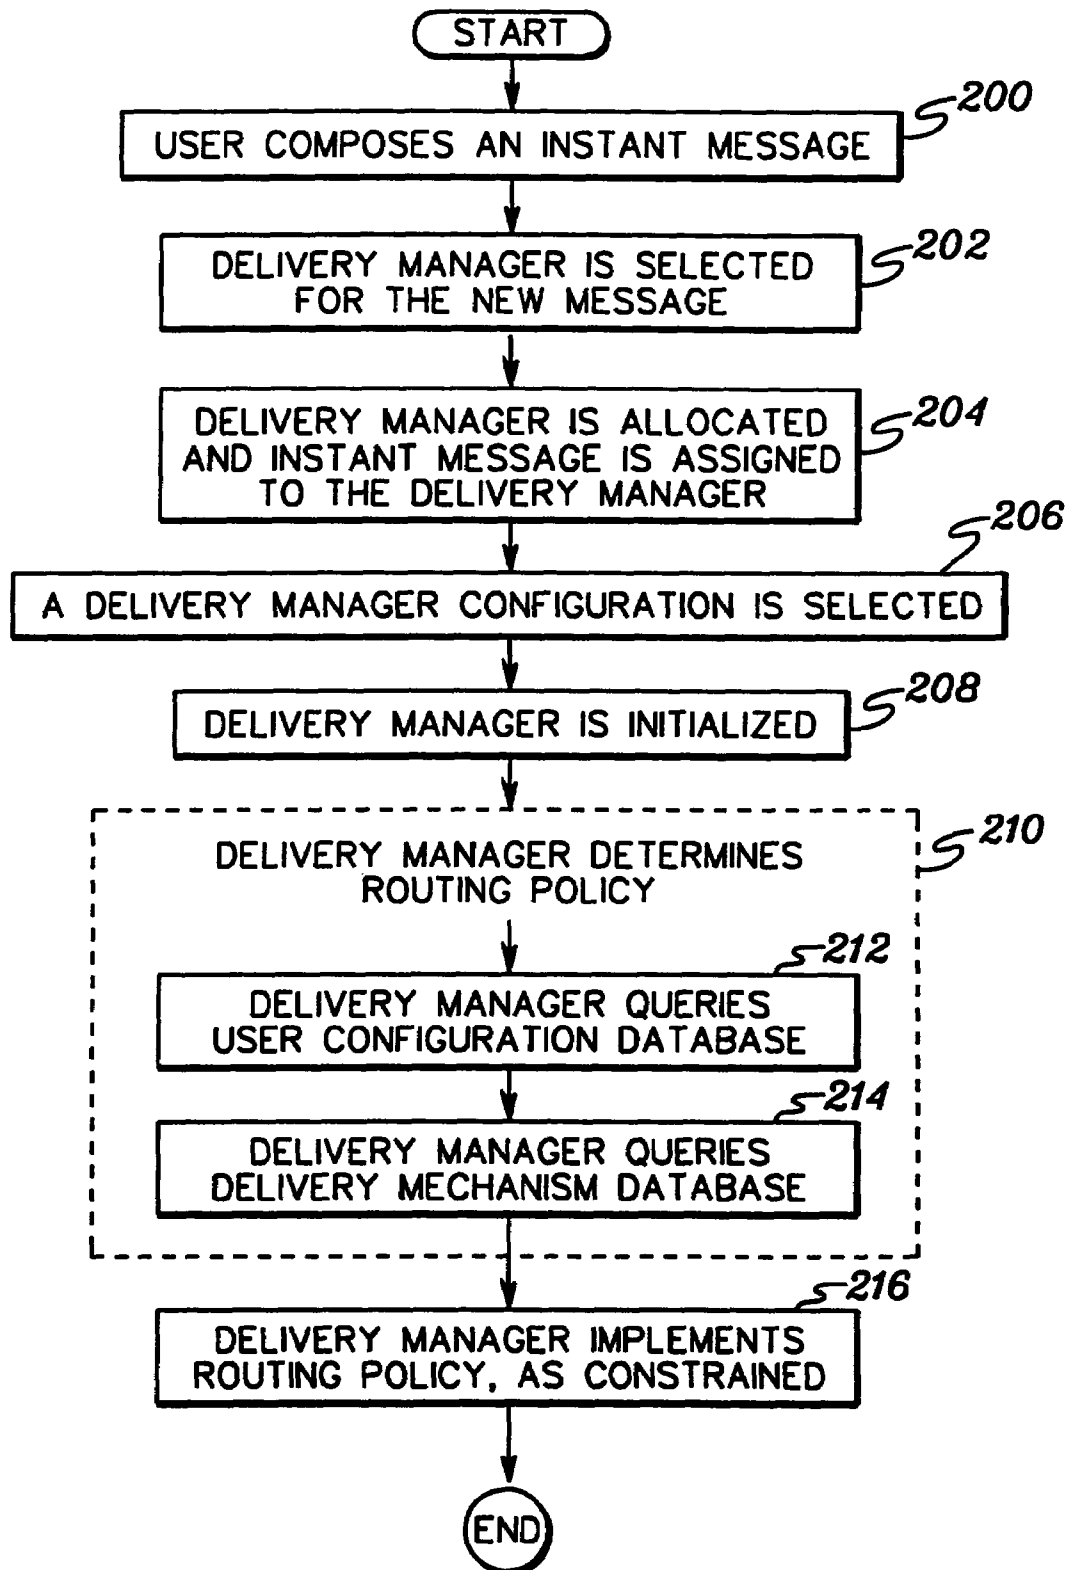 START
200
USER COMPOSES AN INSTANT MESSAGE
202
DELIVERY MANAGER IS SELECTED
FOR THE NEW MESSAGE
204
DELIVERY MANAGER IS ALLOCATED
AND INSTANT MESSAGE IS ASSIGNED
TO THE DELIVERY MANAGER
206
A DELIVERY MANAGER CONFIGURATION IS SELECTED
208
DELIVERY MANAGER IS INITIALIZED
210
DELIVERY MANAGER DETERMINES
ROUTING POLICY
212
DELIVERY MANAGER QUERIES
USER CONFIGURATION DATABASE
214
DELIVERY MANAGER QUERIES
DELIVERY MECHANISM DATABASE
216
DELIVERY MANAGER IMPLEMENTS
ROUTING POLICY, AS CONSTRAINED
END